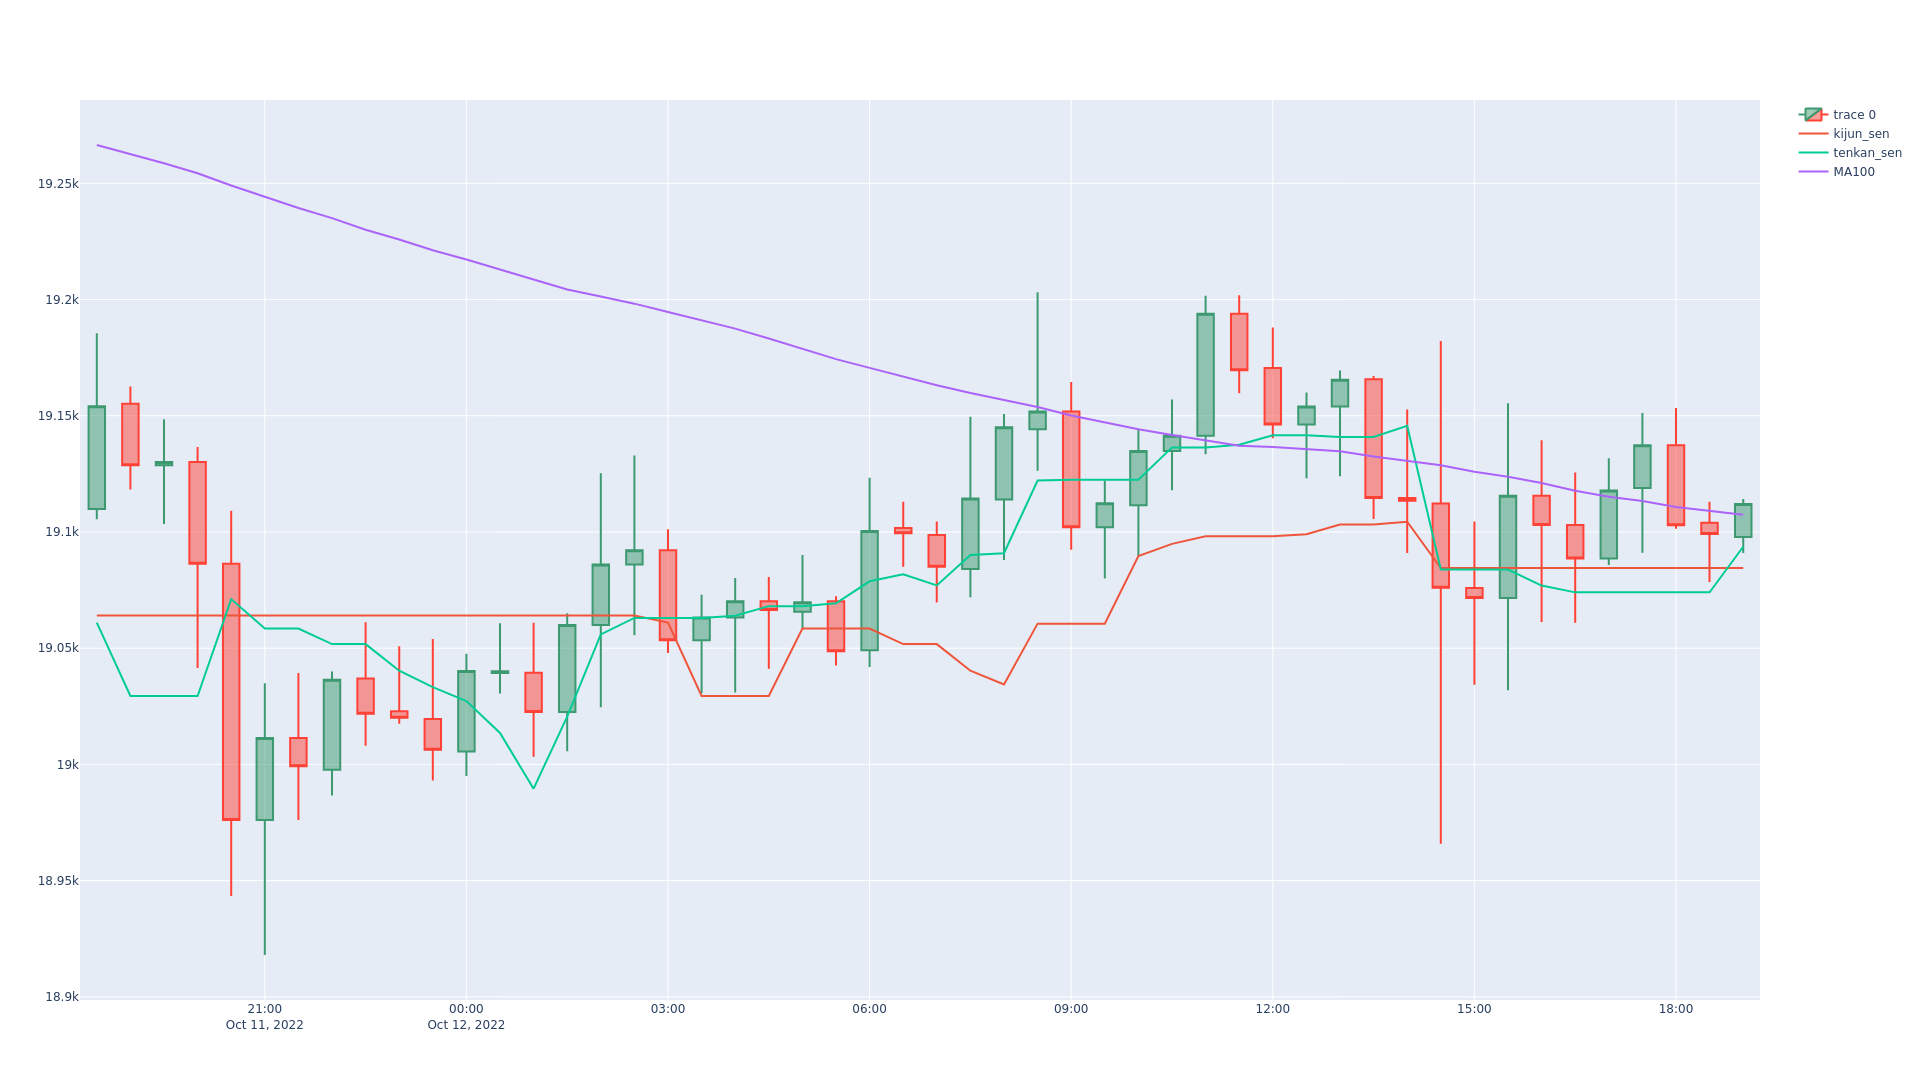 trace 0
kijun_sen
tenkan_sen
MA100
19.25k
19.2k
19.15k
19.1k
19.05k
19k
18.95k
18.9k
21:00 00:00 03:00 06:00 09:00 12:00 15:00 18:00
Oct 11, 2022 Oct 12, 2022